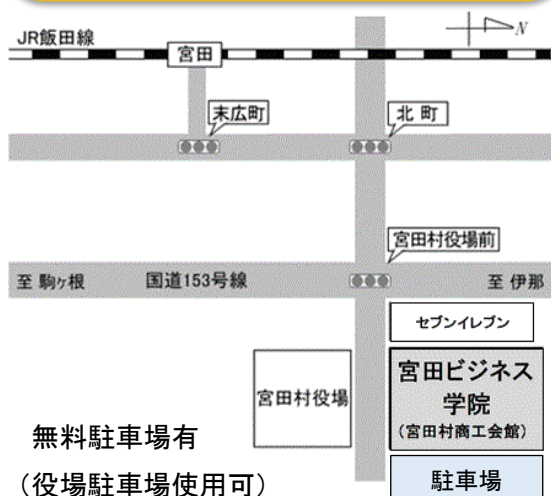 JR飯田線
N
宮田
末広町
北町
宮田村役場前
至 駒ヶ根
国道153号線
至 伊那
セブンイレブン
宮田ビジネス
学院
(宮田村商工会館)
宮田村役場
無料駐車場有
(役場駐車場使用可)
駐車場